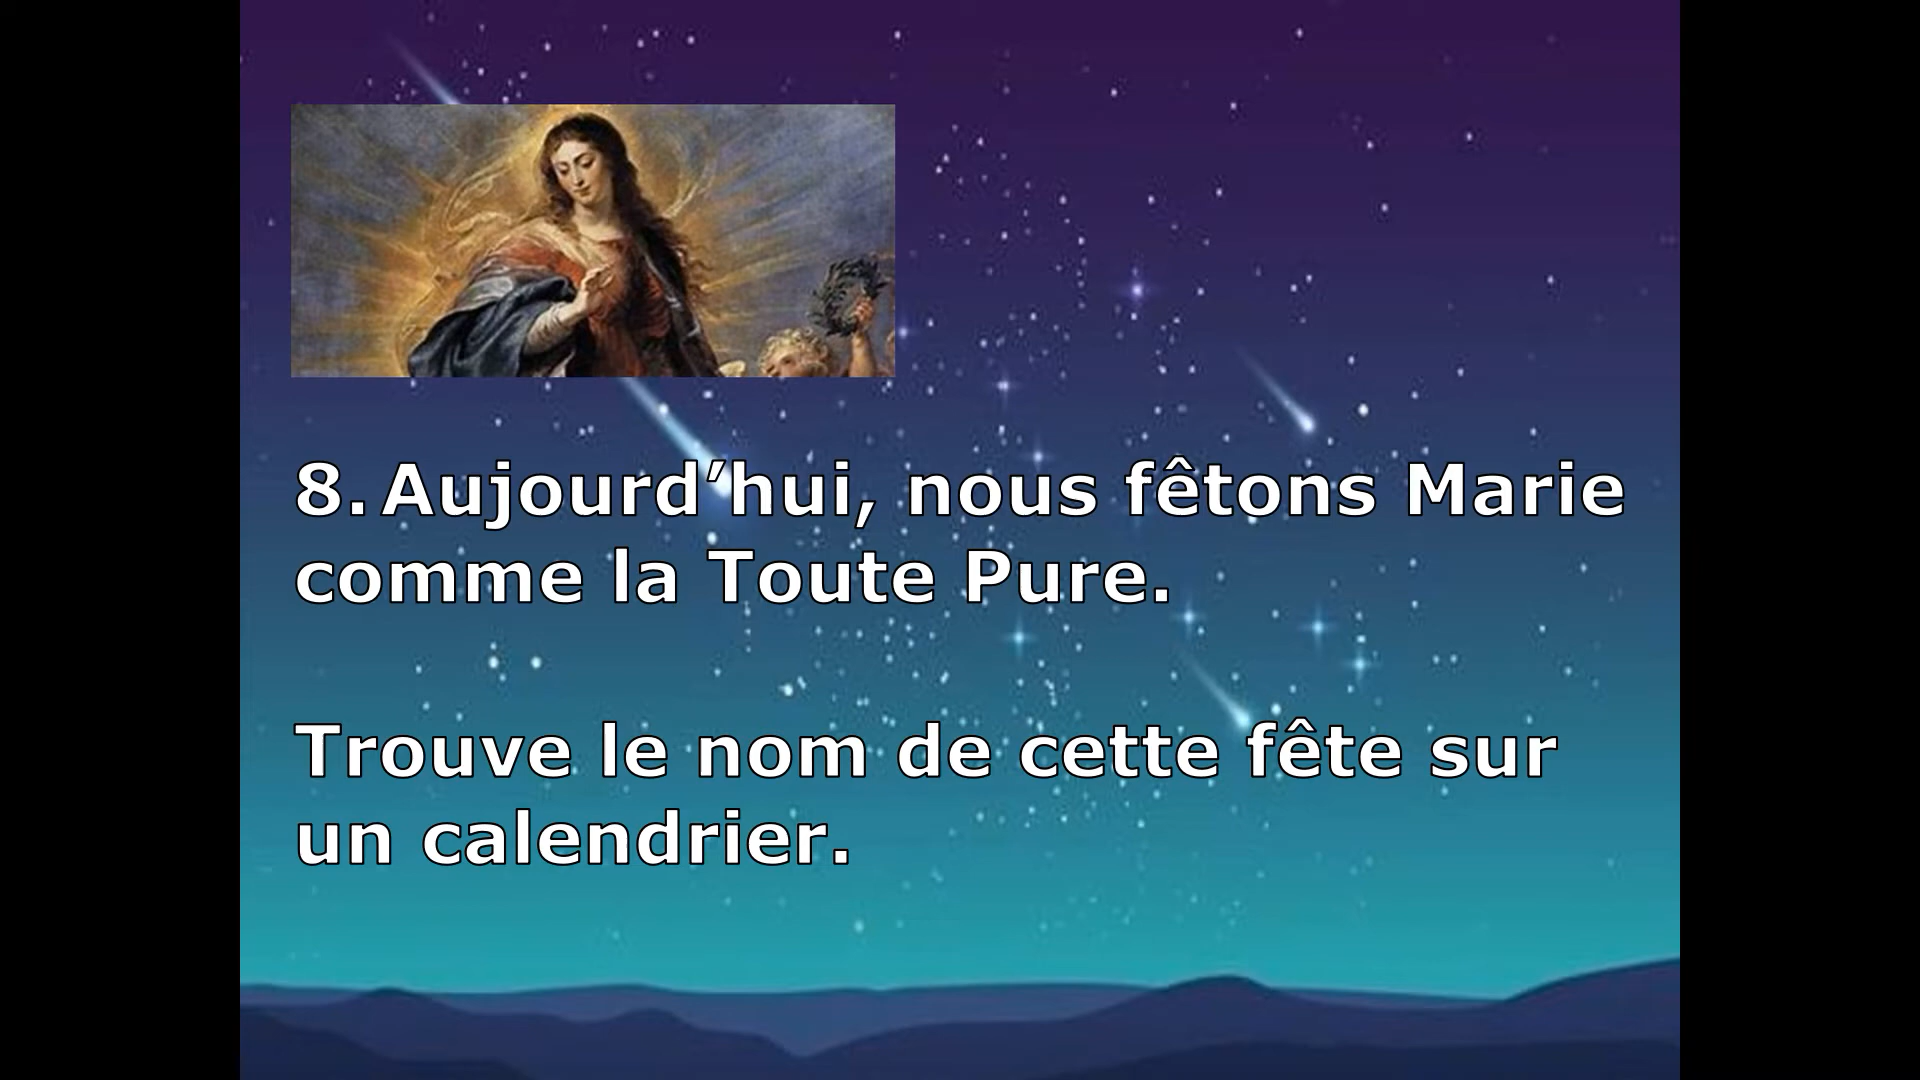 8. Aujourd’hui, nous fêtons Marie
comme la Toute Pure.
Trouve le nom de cette fête sur
un calendrier.